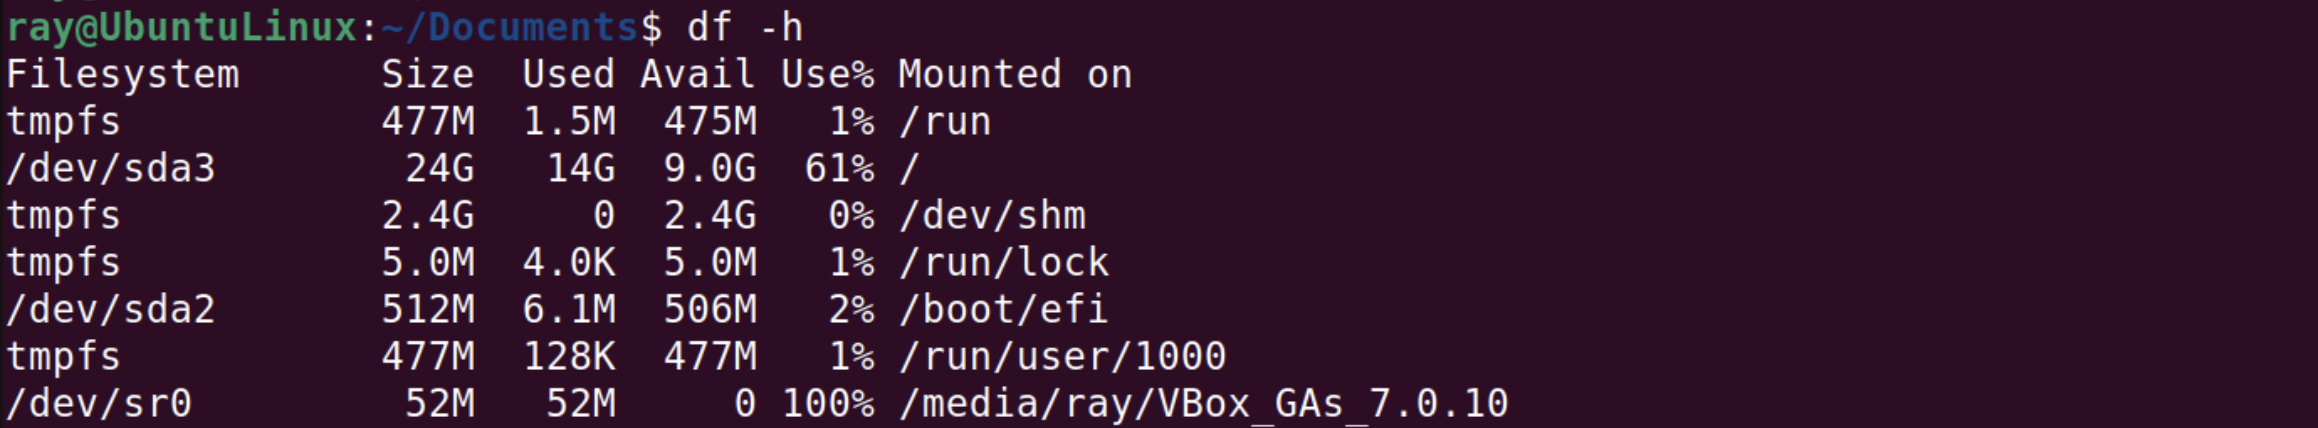 ray@UbuntuLinux:~/Documents$ df -h
Filesystem      Size  Used Avail Use% Mounted on
tmpfs           477M  1.5M  475M   1% /run
/dev/sda3        24G   14G  9.0G  61% /
tmpfs           2.4G     0  2.4G   0% /dev/shm
tmpfs           5.0M  4.0K  5.0M   1% /run/lock
/dev/sda2       512M  6.1M  506M   2% /boot/efi
tmpfs           477M  128K  477M   1% /run/user/1000
/dev/sr0         52M   52M     0 100% /media/ray/VBox_GAs_7.0.10